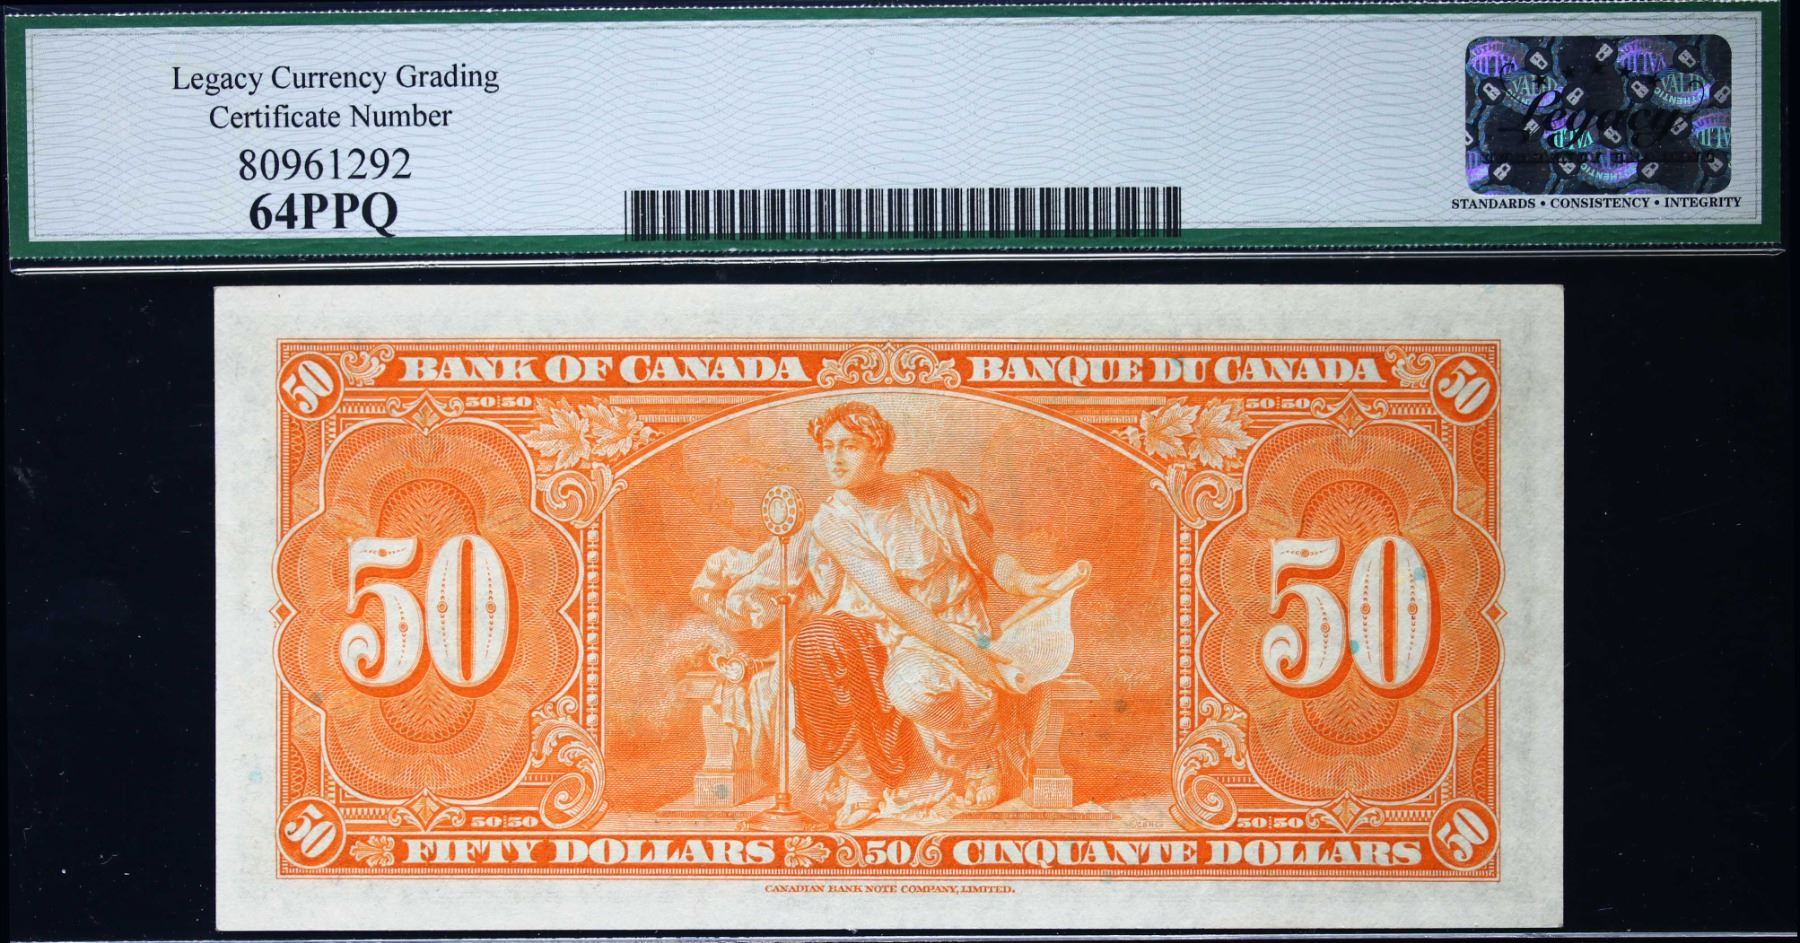 Legacy Currency Grading
Certificate Number
80961292
64PPQ
Legacy
STANDARDS • CONSISTENCY • INTEGRITY
50 BANK OF CANADA BANQUE DU CANADA 50
50 50 50 50
50 50
50 50 50 50
50 FIFTY DOLLARS 50 CINQUANTE DOLLARS 50
CANADIAN BANK NOTE COMPANY, LIMITED.